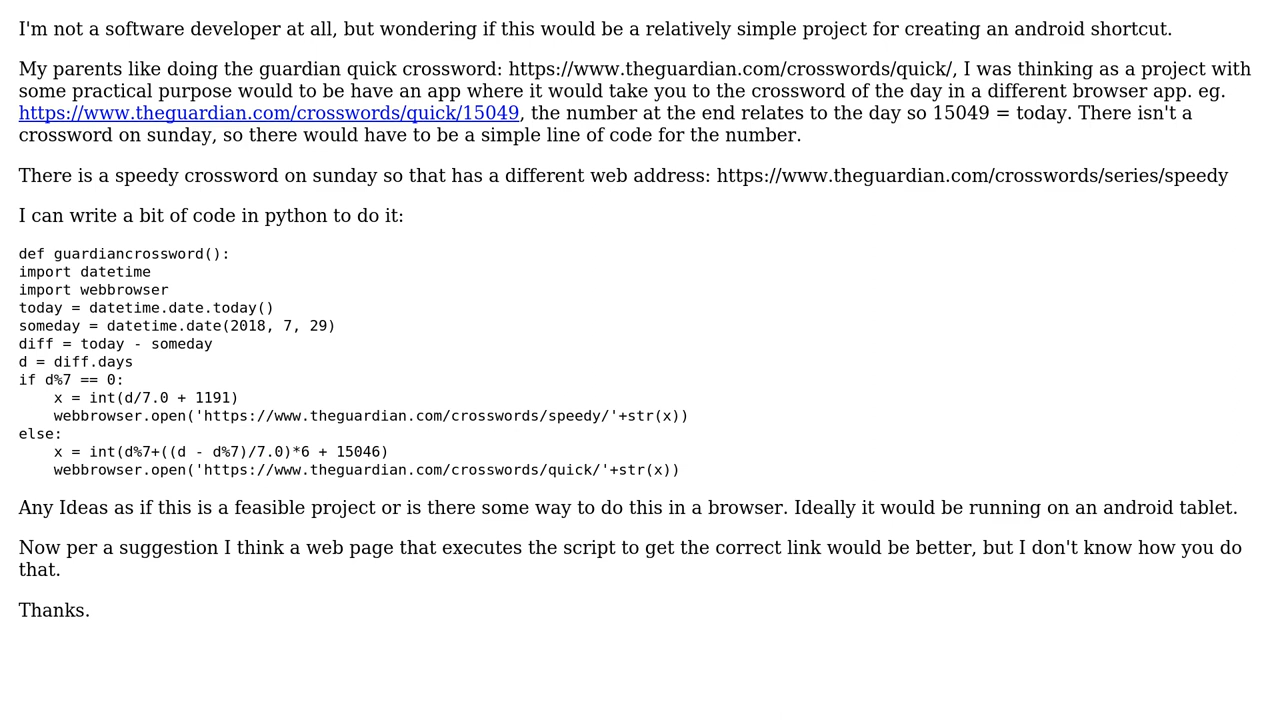 I'm not a software developer at all, but wondering if this would be a relatively simple project for creating an android shortcut.
My parents like doing the guardian quick crossword: https://www.theguardian.com/crosswords/quick/, I was thinking as a project with
some practical purpose would to be have an app where it would take you to the crossword of the day in a different browser app. eg.
https://www.theguardian.com/crosswords/quick/15049, the number at the end relates to the day so 15049 = today. There isn't a
crossword on sunday, so there would have to be a simple line of code for the number.
There is a speedy crossword on sunday so that has a different web address: https://www.theguardian.com/crosswords/series/speedy
I can write a bit of code in python to do it:
def guardiancrossword():
import datetime
import webbrowser
today = datetime.date.today()
someday = datetime.date(2018, 7, 29)
diff = today - someday
d = diff.days
if d%7 == 0:
    x = int(d/7.0 + 1191)
    webbrowser.open('https://www.theguardian.com/crosswords/speedy/'+str(x))
else:
    x = int(d%7+((d - d%7)/7.0)*6 + 15046)
    webbrowser.open('https://www.theguardian.com/crosswords/quick/'+str(x))
Any Ideas as if this is a feasible project or is there some way to do this in a browser. Ideally it would be running on an android tablet.
Now per a suggestion I think a web page that executes the script to get the correct link would be better, but I don't know how you do
that.
Thanks.